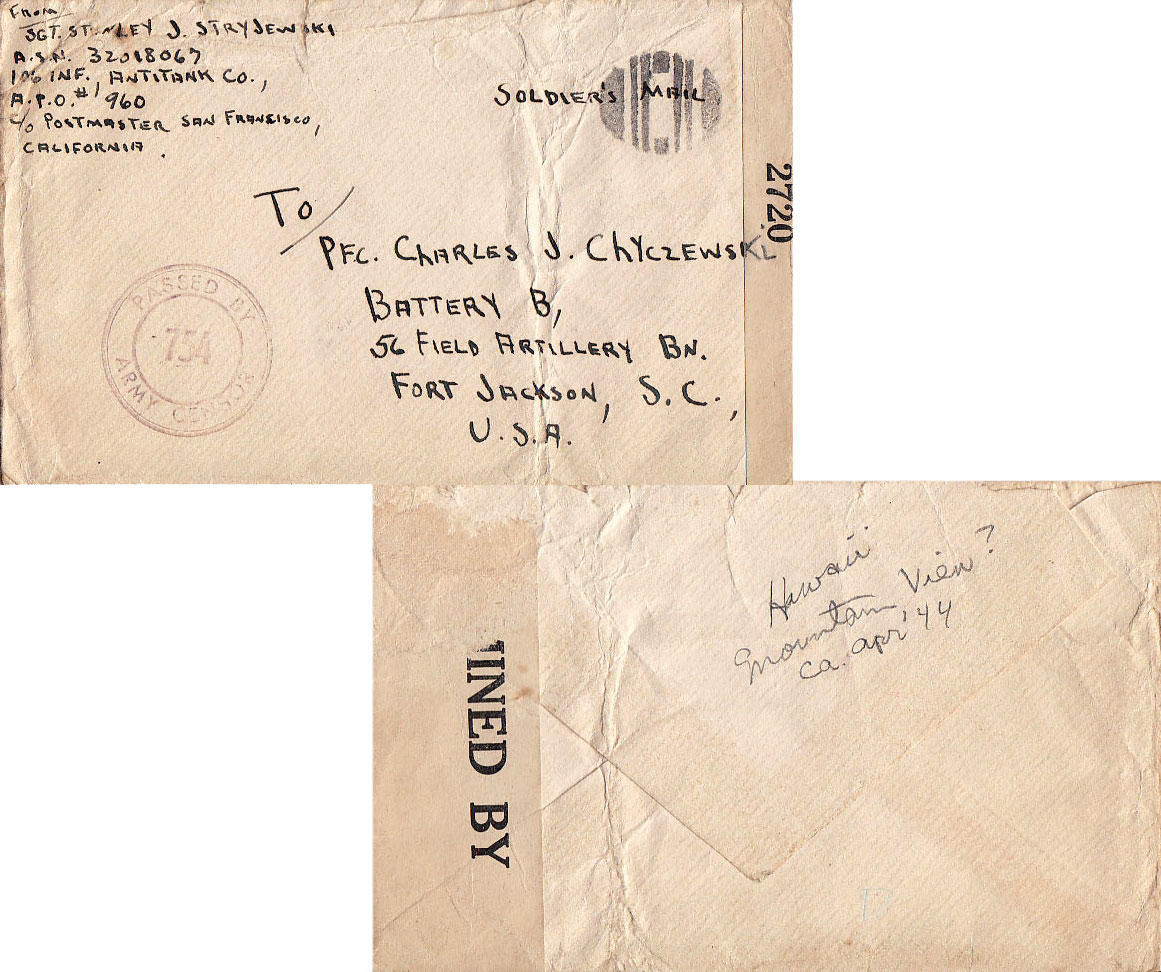 From
SGT. STANLEY J. STRYJEWSKI
A.S.N. 32018067
106 INF., ANTITANK CO.,
A.P.O. #960
c/o POSTMASTER SAN FRANSISCO,
CALIFORNIA.
SOLDIER'S MAIL
2720
To
PFC. CHARLES J. CHYCZEWSKI
BATTERY B,
56 FIELD ARTILLERY BN.
FORT JACKSON, S.C.,
U.S.A.
PASSED BY
754
ARMY CENSOR
INED BY
Hawaii
Mountain View?
ca. apr '44